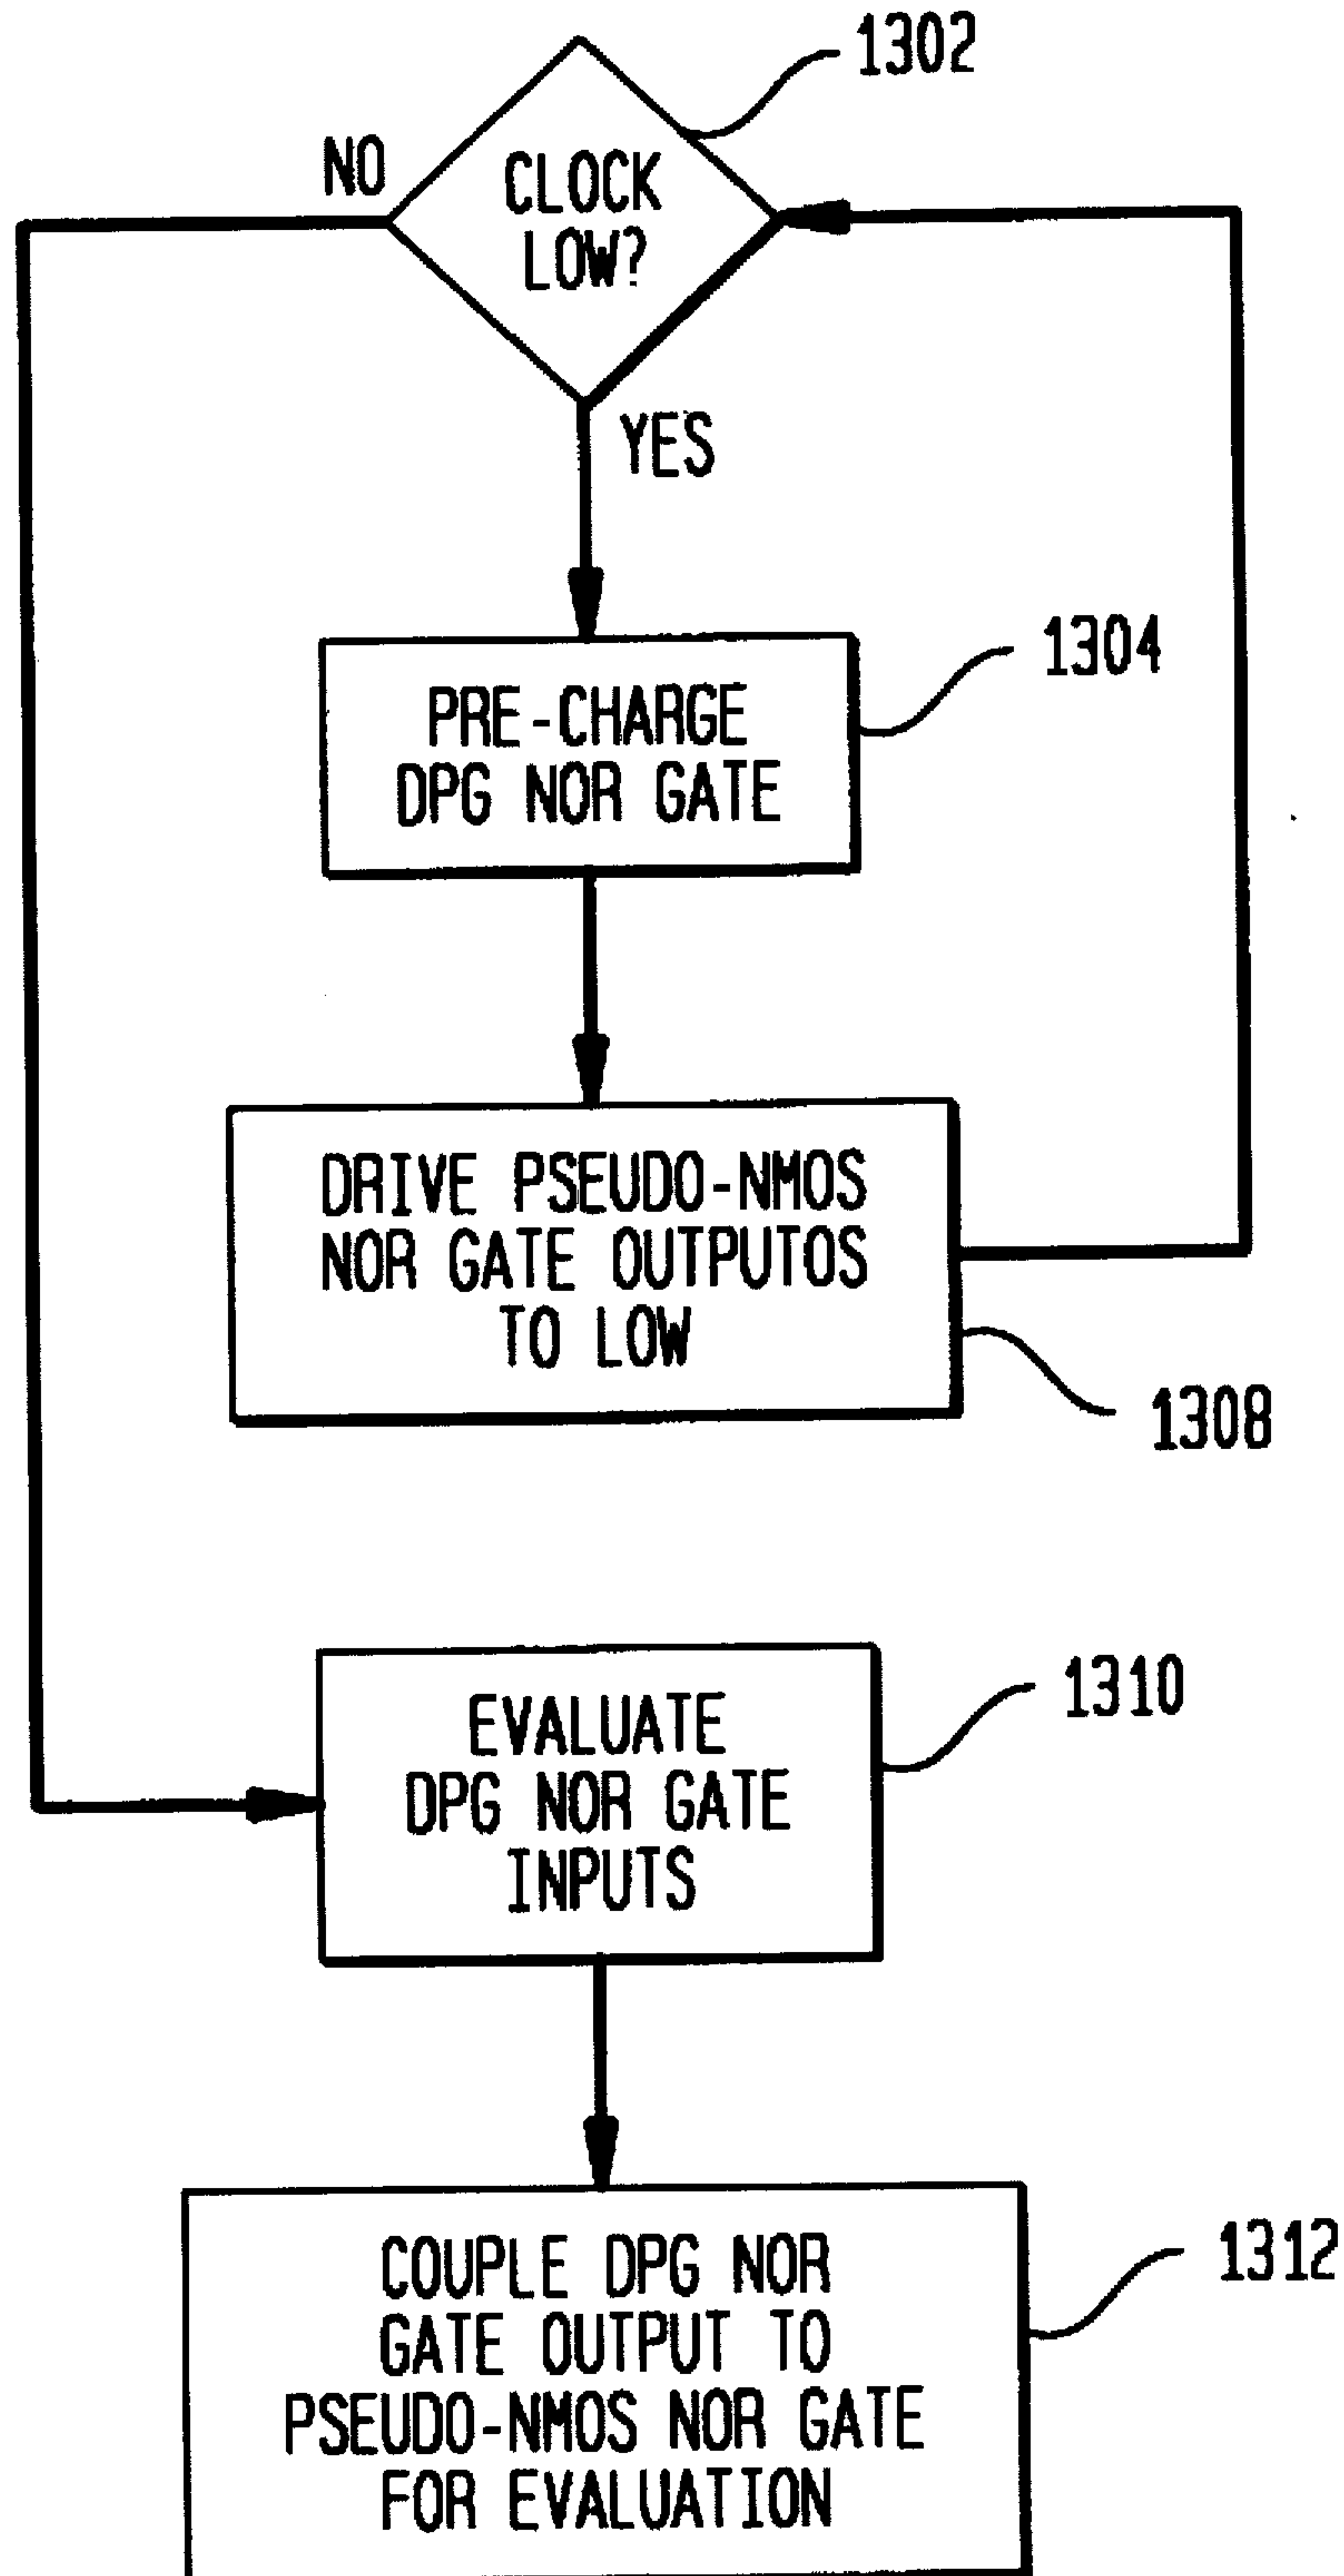 1302
NO
CLOCK
LOW?
YES
1304
PRE-CHARGE
DPG NOR GATE
DRIVE PSEUDO-NMOS
NOR GATE OUTPUTOS
TO LOW
1308
1310
EVALUATE
DPG NOR GATE
INPUTS
1312
COUPLE DPG NOR
GATE OUTPUT TO
PSEUDO-NMOS NOR GATE
FOR EVALUATION